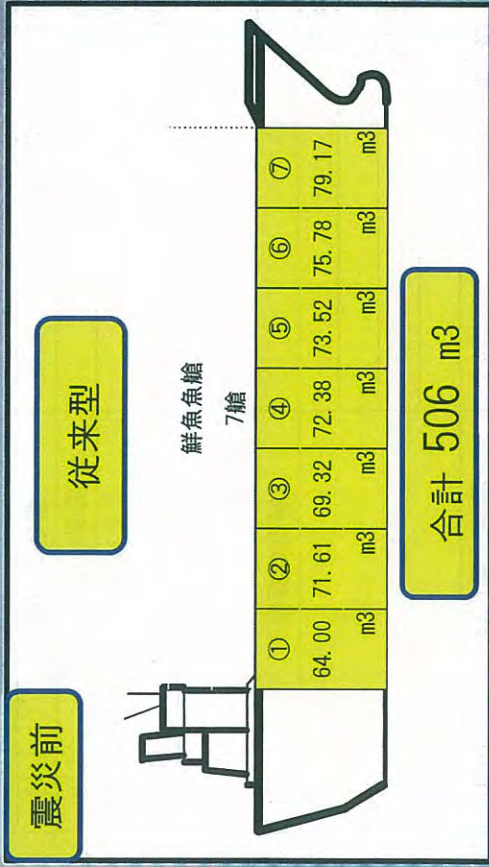 震災前
従来型
鮮魚魚艙
7艙
① ② ③ ④ ⑤ ⑥ ⑦
64.00 71.61 69.32 72.38 73.52 75.78 79.17
m3 m3 m3 m3 m3 m3 m3
合計 506 m3